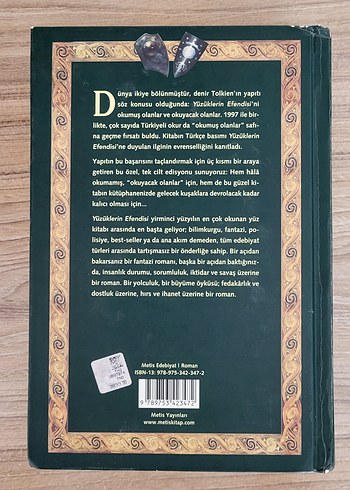 Dünya ikiye bölünmüştür, denir Tolkien'ın yapıtı
söz konusu olduğunda: Yüzüklerin Efendisi'ni
okumuş olanlar ve okuyacak olanlar. 1997 ile bir-
likte, çok sayıda Türkiyeli okur da "okumuş olanlar" safı-
na geçme fırsatı buldu. Kitabın Türkçe basımı Yüzüklerin
Efendisi'ne duyulan ilginin evrenselliğini kanıtladı.
Yapıtın bu başarısını taçlandırmak için üç kısmı bir araya
getiren bu özel, tek cilt edisyonu sunuyoruz: Hem hâlâ
okumamış, "okuyacak olanlar" için, hem de bu güzel ki-
tabın kütüphanenizde gelecek kuşaklara devrolacak kadar
kalıcı olması için...
Yüzüklerin Efendisi yirminci yüzyılın en çok okunan yüz
kitabı arasında en başta geliyor; bilimkurgu, fantazi, po-
lisiye, best-seller ya da ana akım demeden, tüm edebiyat
türleri arasında tartışmasız bir önderliğe sahip. Bir açıdan
bakarsanız bir fantazi romanı, başka bir açıdan baktığınız-
da, insanlık durumu, sorumluluk, iktidar ve savaş üzerine
bir roman. Bir yolculuk, bir büyüme öyküsü; fedakârlık ve
dostluk üzerine, hırs ve ihanet üzerine bir roman.
Metis Edebiyat | Roman
ISBN-13: 978-975-342-347-2
9 789753 423472
Metis Yayınları
www.metiskitap.com